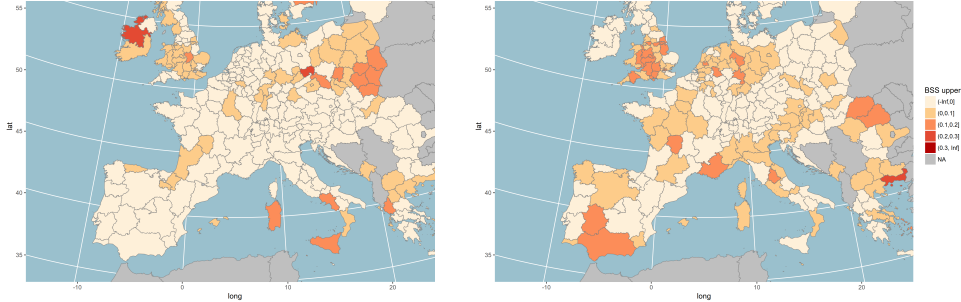 55
50
45
40
35
lat
-10
0
10
20
long
55
50
45
40
35
lat
-10
0
10
20
long
BSS upper
(-Inf,0]
(0,0.1]
(0.1,0.2]
(0.2,0.3]
(0.3, Inf]
NA